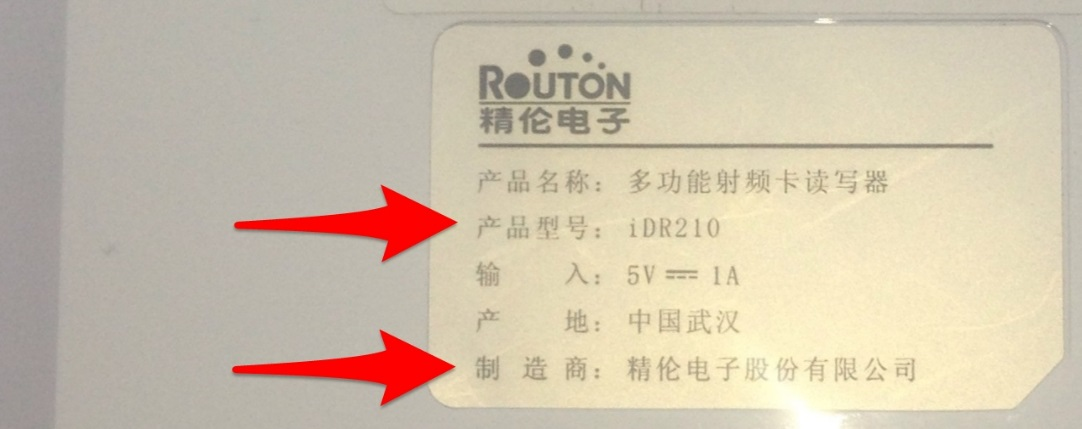 ROUTON
精伦电子
产品名称：多功能射频卡读写器
产品型号：iDR210
输入：5V⎓1A
产地：中国武汉
制造商：精伦电子股份有限公司